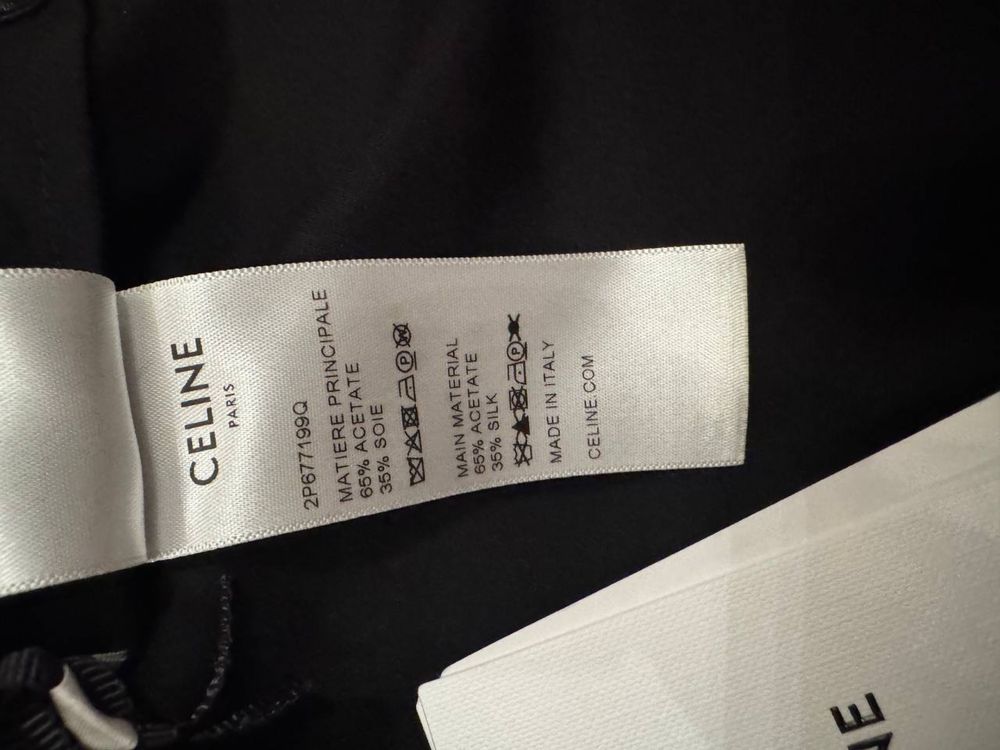 CELINE
PARIS
2P677199Q
MATIERE PRINCIPALE
65% ACETATE
35% SOIE
MAIN MATERIAL
65% ACETATE
35% SILK
MADE IN ITALY
CELINE.COM
NE